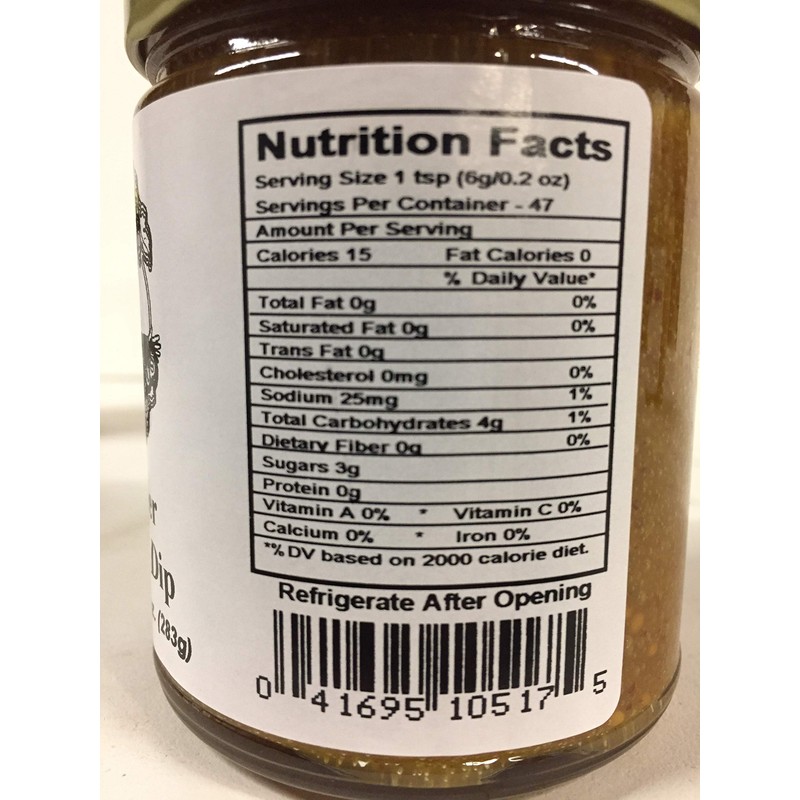 Nutrition Facts
Serving Size 1 tsp (6g/0.2 oz)
Servings Per Container - 47
Amount Per Serving
Calories 15 Fat Calories 0
% Daily Value*
Total Fat 0g 0%
Saturated Fat 0g 0%
Trans Fat 0g
Cholesterol 0mg 0%
Sodium 25mg 1%
Total Carbohydrates 4g 1%
Dietary Fiber 0g 0%
Sugars 3g
Protein 0g
Vitamin A 0% * Vitamin C 0%
Calcium 0% * Iron 0%
*% DV based on 2000 calorie diet.
Refrigerate After Opening
0 41695 10517 5
Dip
(283g)